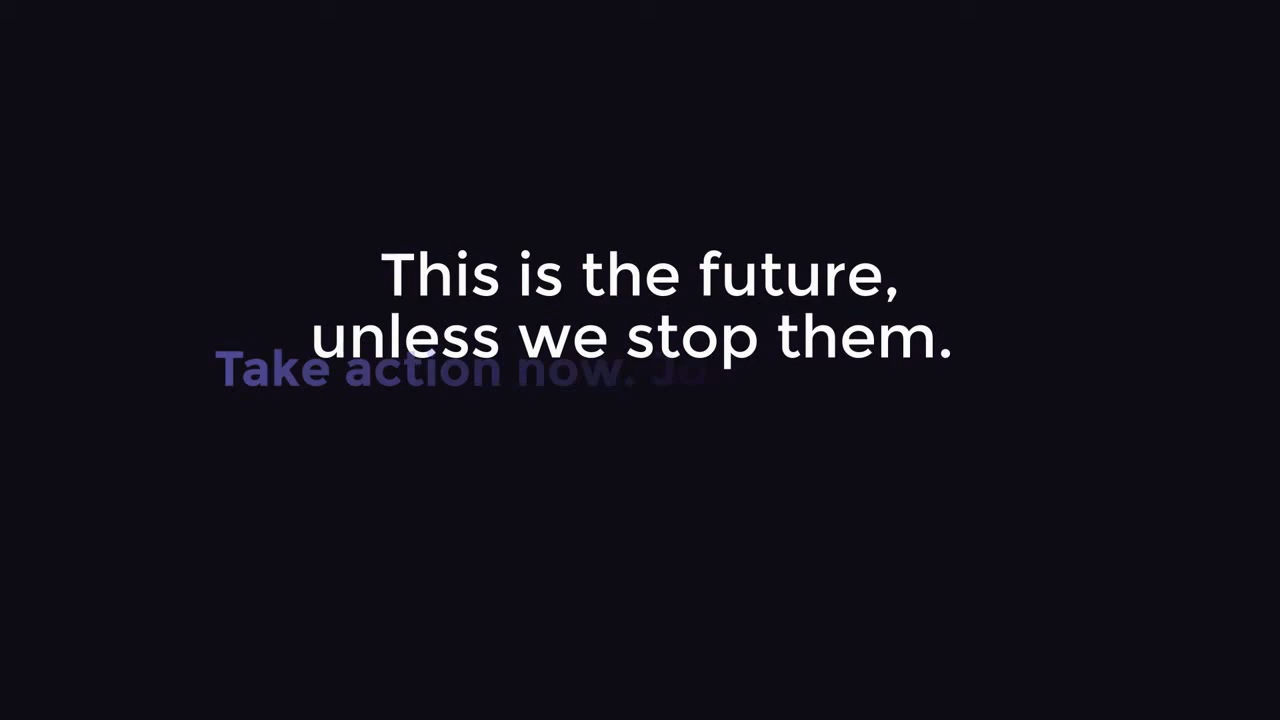 This is the future,
unless we stop them.
Take action now.